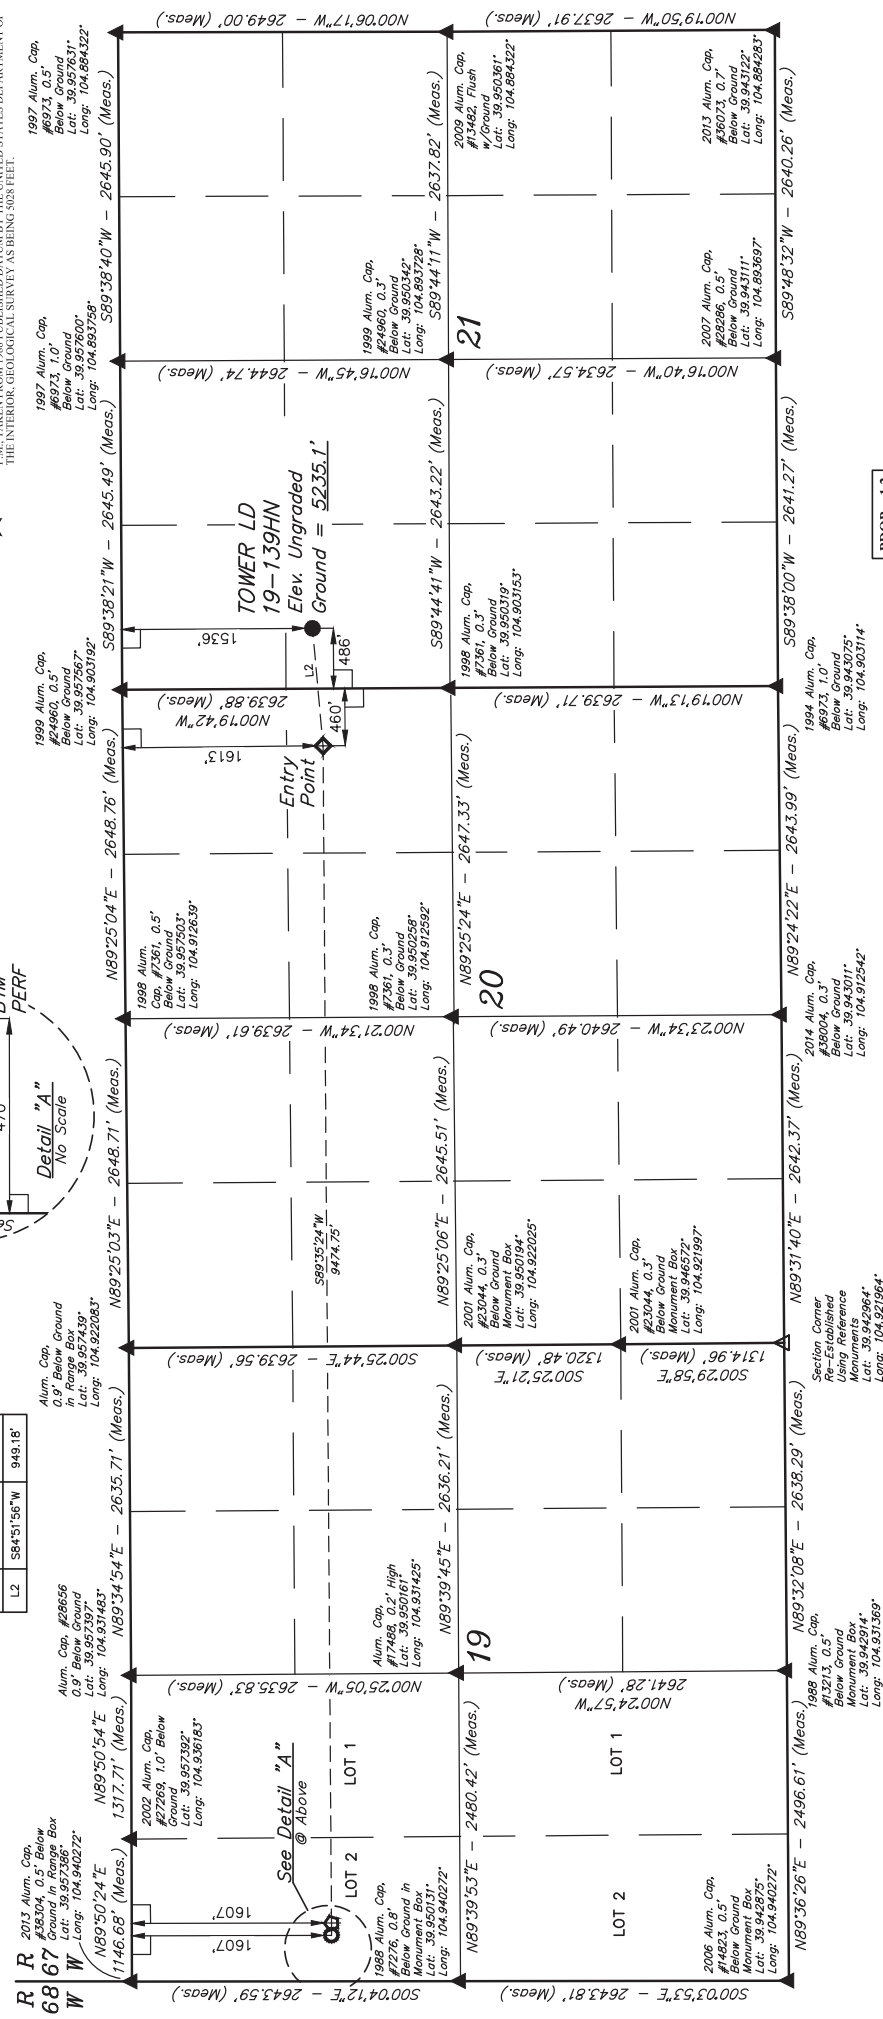 THE INTERIOR, GEOLOGICAL SURVEY AS BEING 5028 FEET.
L2
S84°51'56"W
949.18'
470'
BTM
PERF
Detail "A"
No Scale
R R
68 67
W W
2013 Alum. Cap,
#38304, 0.5' Below
Ground In Range Box
Lat: 39.957386°
Long: 104.940272°
N89°50'24"E
1146.68' (Meas.)
N89°50'54"E
1317.71' (Meas.)
2002 Alum. Cap,
#27269, 1.0' Below
Ground
Lat: 39.957392°
Long: 104.936183°
Alum. Cap, #28656
0.9' Below Ground
Lat: 39.957397°
Long: 104.931483°
N89°34'54"E – 2635.71' (Meas.)
Alum. Cap,
0.9' Below Ground
in Range Box
Lat: 39.957439°
Long: 104.922083°
N89°25'03"E – 2648.71' (Meas.)
1998 Alum.
Cap, #7361, 0.5'
Below Ground
Lat: 39.957503°
Long: 104.912639°
N89°25'04"E – 2648.76' (Meas.)
1999 Alum. Cap,
#24960, 0.5'
Below Ground
Lat: 39.957567°
Long: 104.903192°
S89°38'21"W – 2645.49' (Meas.)
1997 Alum. Cap,
#6973, 1.0'
Below Ground
Lat: 39.957600°
Long: 104.893758°
S89°38'40"W – 2645.90' (Meas.)
1997 Alum. Cap,
#6973, 0.5'
Below Ground
Lat: 39.957631°
Long: 104.884322°
S00°04'12"E – 2643.59' (Meas.)
1607'
1607'
See Detail "A"
@ Above
LOT 2
LOT 1
N00°25'05"W – 2635.83' (Meas.)
S00°25'44"E – 2639.56' (Meas.)
S89°35'24"W
9474.75'
N00°21'34"W – 2639.61' (Meas.)
Entry
Point
1613'
N00°19'42"W
2639.88' (Meas.)
460'
1536'
L2
486'
TOWER LD
19–139HN
Elev. Ungraded
Ground = 5235.1'
N00°16'45"W – 2644.74' (Meas.)
N00°06'17"W – 2649.00' (Meas.)
1988 Alum. Cap,
#7276, 0.8'
Below Ground in
Monument Box
Lat: 39.950131°
Long: 104.940272°
N89°39'53"E – 2480.42' (Meas.)
Alum. Cap,
#17488, 0.2' High
Lat: 39.950161°
Long: 104.931425°
19
N89°39'45"E – 2636.21' (Meas.)
2001 Alum. Cap,
#23044, 0.3'
Below Ground
Monument Box
Lat: 39.950194°
Long: 104.922025°
N89°25'06"E – 2645.51' (Meas.)
1998 Alum. Cap,
#7361, 0.3'
Below Ground
Lat: 39.950258°
Long: 104.912592°
20
N89°25'24"E – 2647.33' (Meas.)
1998 Alum. Cap,
#7361, 0.3'
Below Ground
Lat: 39.950319°
Long: 104.903153°
S89°44'41"W – 2643.22' (Meas.)
1999 Alum. Cap,
#24960, 0.3'
Below Ground
Lat: 39.950342°
Long: 104.893728°
21
S89°44'11"W – 2637.82' (Meas.)
2009 Alum. Cap,
#13482, Flush
w/Ground
Lat: 39.950361°
Long: 104.884322°
S00°03'53"E – 2643.81' (Meas.)
LOT 2
LOT 1
N00°24'57"W
2641.28' (Meas.)
S00°25'21"E
1320.48' (Meas.)
2001 Alum. Cap,
#23044, 0.3'
Below Ground
Monument Box
Lat: 39.946572°
Long: 104.921997°
S00°29'58"E
1314.96' (Meas.)
N00°23'34"W – 2640.49' (Meas.)
N00°19'13"W – 2639.71' (Meas.)
N00°16'40"W – 2634.57' (Meas.)
N00°19'50"W – 2637.91' (Meas.)
2006 Alum. Cap,
#14823, 0.5'
Below Ground
Monument Box
Lat: 39.942875°
Long: 104.940272°
N89°36'26"E – 2496.61' (Meas.)
1988 Alum. Cap,
#13213, 0.5'
Below Ground
Monument Box
Lat: 39.942914°
Long: 104.931369°
N89°32'08"E – 2638.29' (Meas.)
Section Corner
Re-Established
Using Reference
Monuments
Lat: 39.942964°
Long: 104.921964°
N89°31'40"E – 2642.37' (Meas.)
2014 Alum. Cap,
#38004, 0.3'
Below Ground
Lat: 39.943011°
Long: 104.912542°
N89°24'22"E – 2643.99' (Meas.)
1994 Alum. Cap,
#6973, 1.0'
Below Ground
Lat: 39.943075°
Long: 104.903114°
S89°38'00"W – 2641.27' (Meas.)
2007 Alum. Cap,
#28286, 0.5'
Below Ground
Lat: 39.943111°
Long: 104.893697°
S89°48'32"W – 2640.26' (Meas.)
2013 Alum. Cap,
#36073, 0.7'
Below Ground
Lat: 39.943122°
Long: 104.884283°